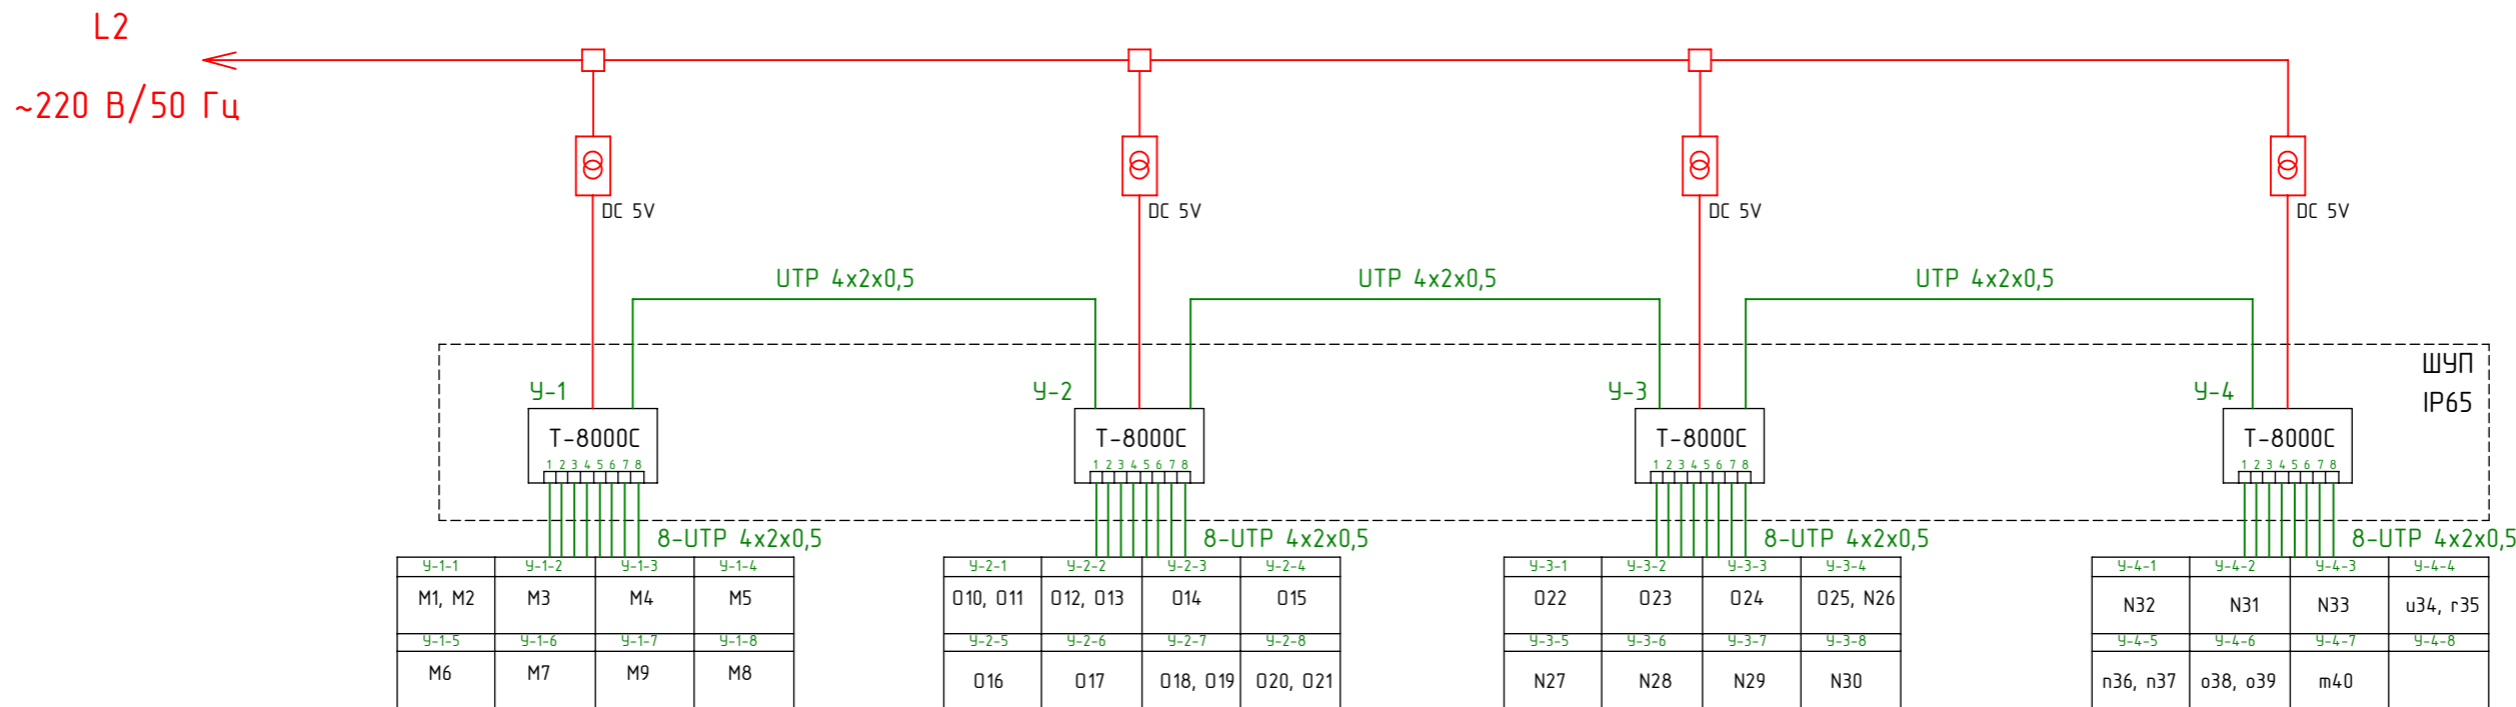 L2
~220 В/50 Гц
DC 5V DC 5V DC 5V DC 5V
UTP 4x2x0,5 UTP 4x2x0,5 UTP 4x2x0,5
ШУП
IP65
У-1 У-2 У-3 У-4
Т-8000С Т-8000С Т-8000С Т-8000С
1 2 3 4 5 6 7 8 1 2 3 4 5 6 7 8 1 2 3 4 5 6 7 8 1 2 3 4 5 6 7 8
8-UTP 4x2x0,5 8-UTP 4x2x0,5 8-UTP 4x2x0,5 8-UTP 4x2x0,5
У-1-1 У-1-2 У-1-3 У-1-4 У-2-1 У-2-2 У-2-3 У-2-4 У-3-1 У-3-2 У-3-3 У-3-4 У-4-1 У-4-2 У-4-3 У-4-4
M1, M2 M3 M4 M5 O10, O11 O12, O13 O14 O15 O22 O23 O24 O25, N26 N32 N31 N33 u34, r35
У-1-5 У-1-6 У-1-7 У-1-8 У-2-5 У-2-6 У-2-7 У-2-8 У-3-5 У-3-6 У-3-7 У-3-8 У-4-5 У-4-6 У-4-7 У-4-8
M6 M7 M9 M8 O16 O17 O18, O19 O20, O21 N27 N28 N29 N30 n36, n37 o38, o39 m40